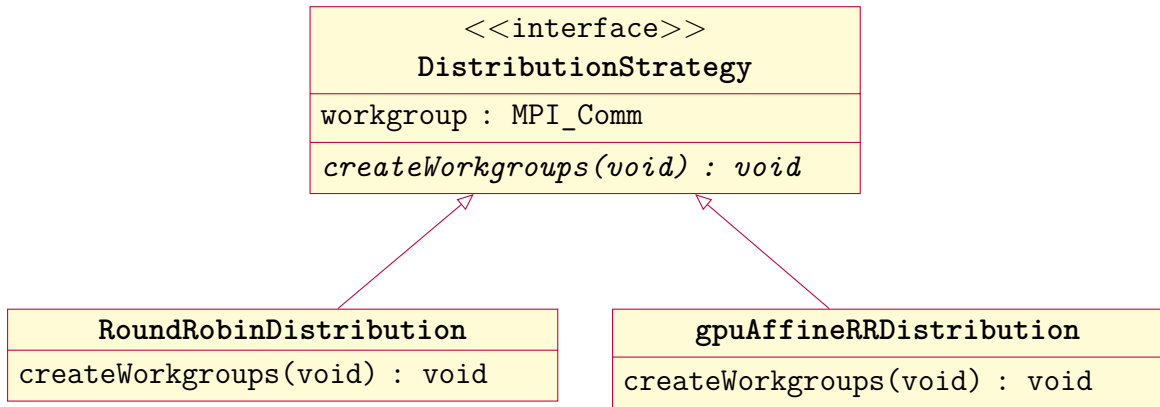 <<interface>>
DistributionStrategy
workgroup : MPI_Comm
createWorkgroups(void) : void
RoundRobinDistribution
createWorkgroups(void) : void
gpuAffineRRDistribution
createWorkgroups(void) : void